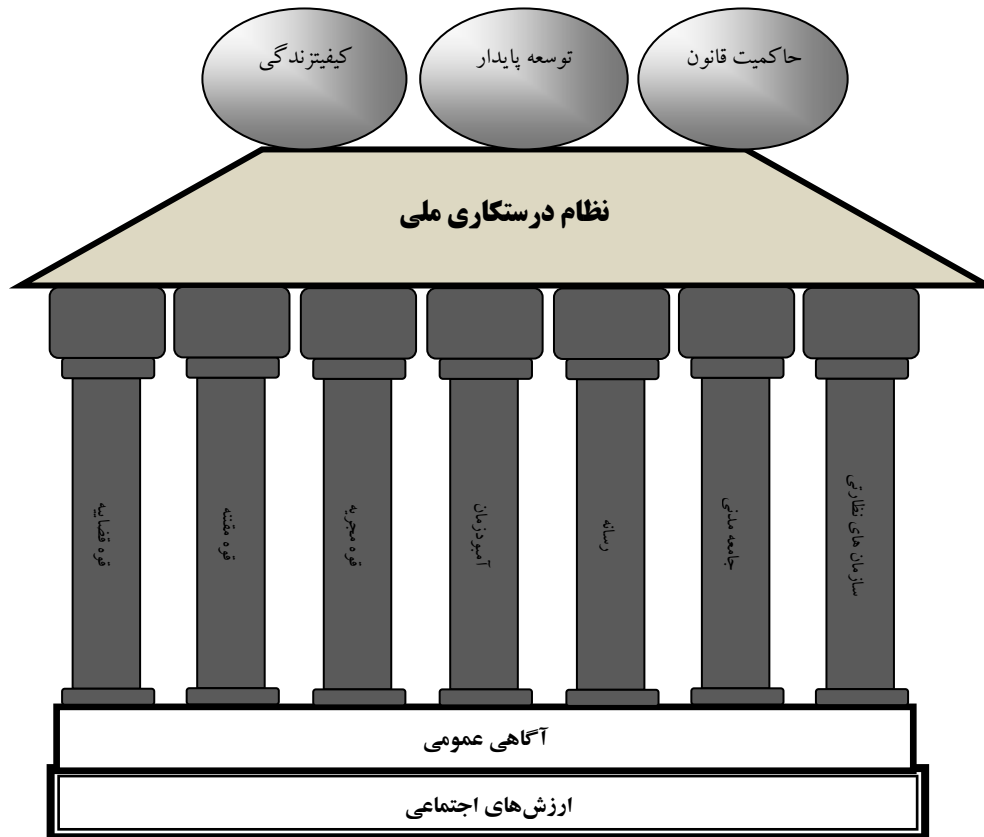 حاکمیت قانون
توسعه پایدار
کیفیتزندگی
نظام درستکاری ملی
سازمان های نظارتی
جامعه مدنی
رسانه
آمبودزمان
قوه مجریه
قوه مقننه
قوه قضاییه
آگاهی عمومی
ارزش‌های اجتماعی